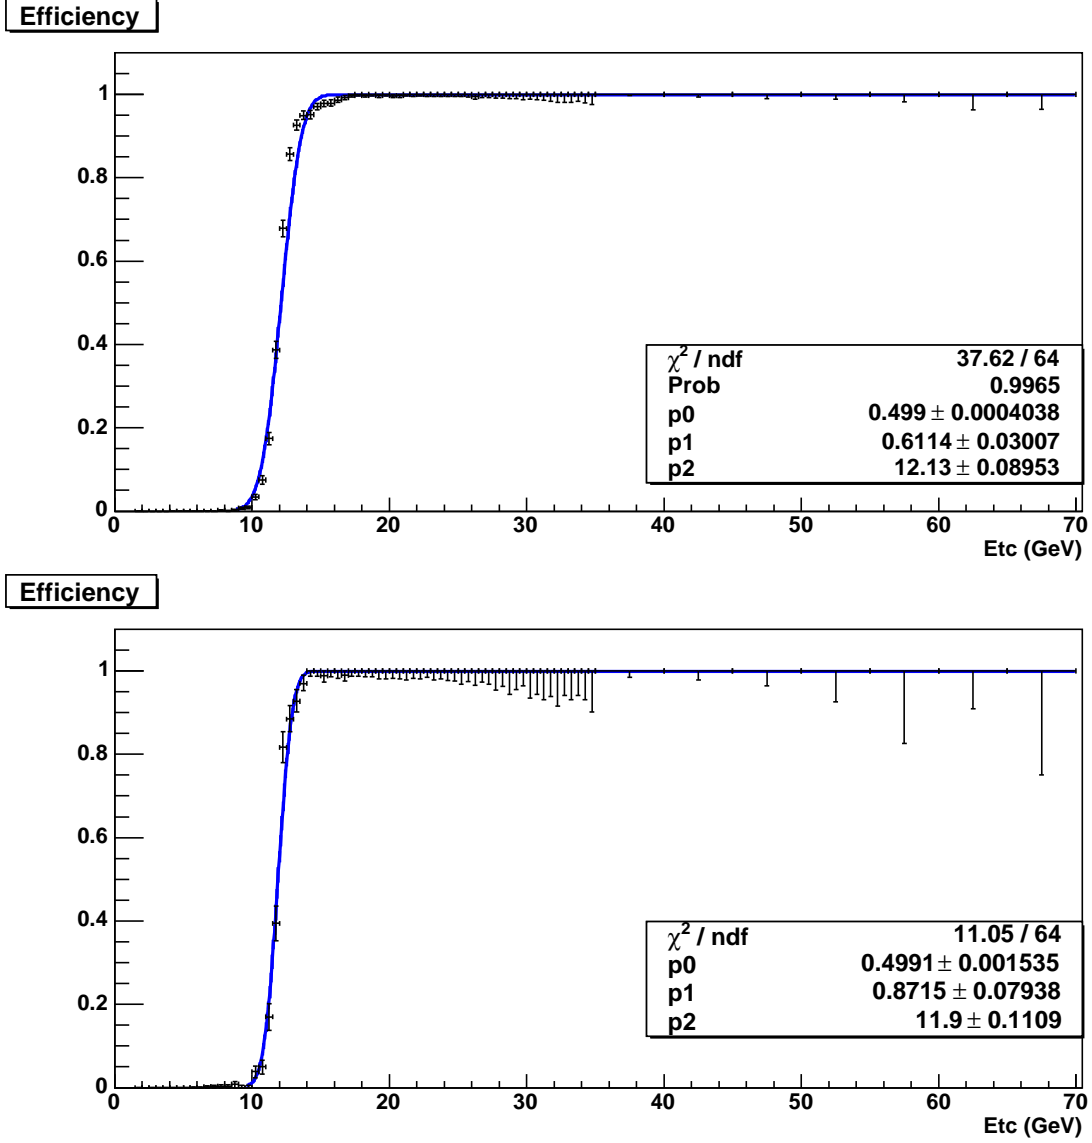 Efficiency
1
0.8
0.6
0.4
0.2
0
χ² / ndf 37.62 / 64
Prob 0.9965
p0 0.499 ± 0.0004038
p1 0.6114 ± 0.03007
p2 12.13 ± 0.08953
0 10 20 30 40 50 60 70
Etc (GeV)
Efficiency
1
0.8
0.6
0.4
0.2
0
χ² / ndf 11.05 / 64
p0 0.4991 ± 0.001535
p1 0.8715 ± 0.07938
p2 11.9 ± 0.1109
0 10 20 30 40 50 60 70
Etc (GeV)